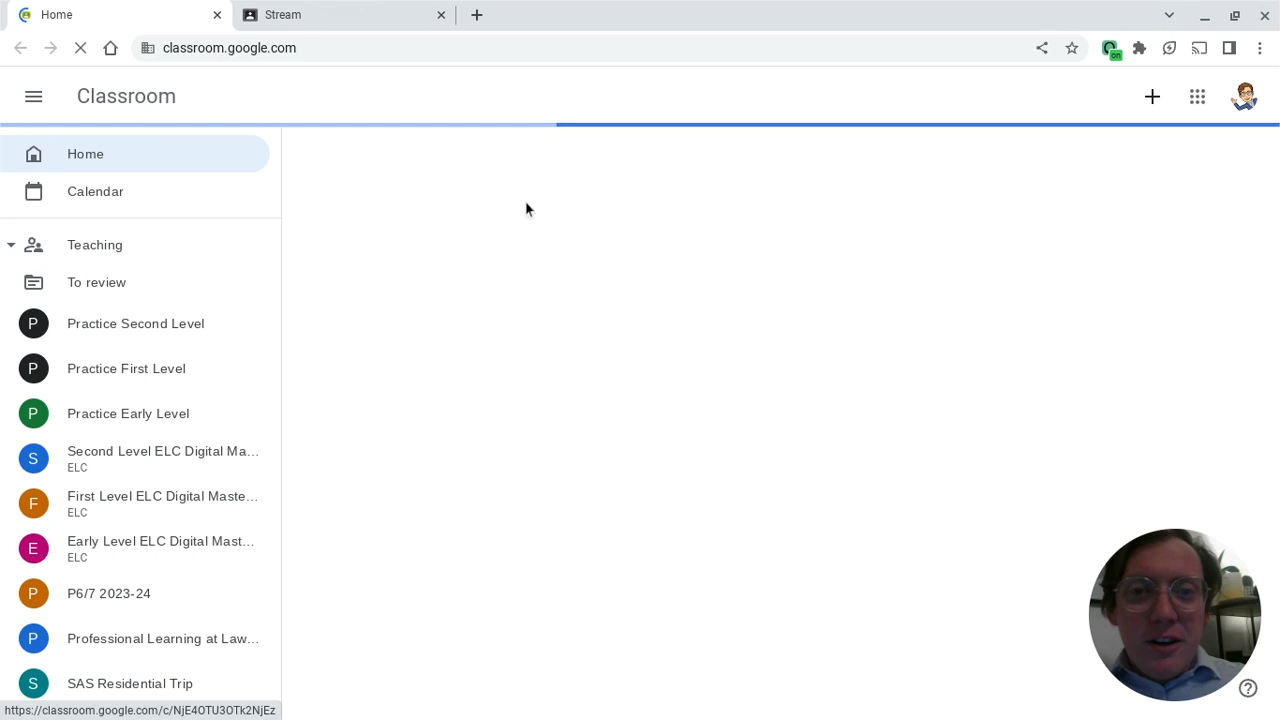 Home
Stream
classroom.google.com
on
Classroom
Home
Calendar
Teaching
To review
P Practice Second Level
P Practice First Level
P Practice Early Level
S Second Level ELC Digital Ma...
ELC
F First Level ELC Digital Maste...
ELC
E Early Level ELC Digital Mast...
ELC
P P6/7 2023-24
P Professional Learning at Law...
S SAS Residential Trip
https://classroom.google.com/c/NjE4OTU3OTk2NjEz